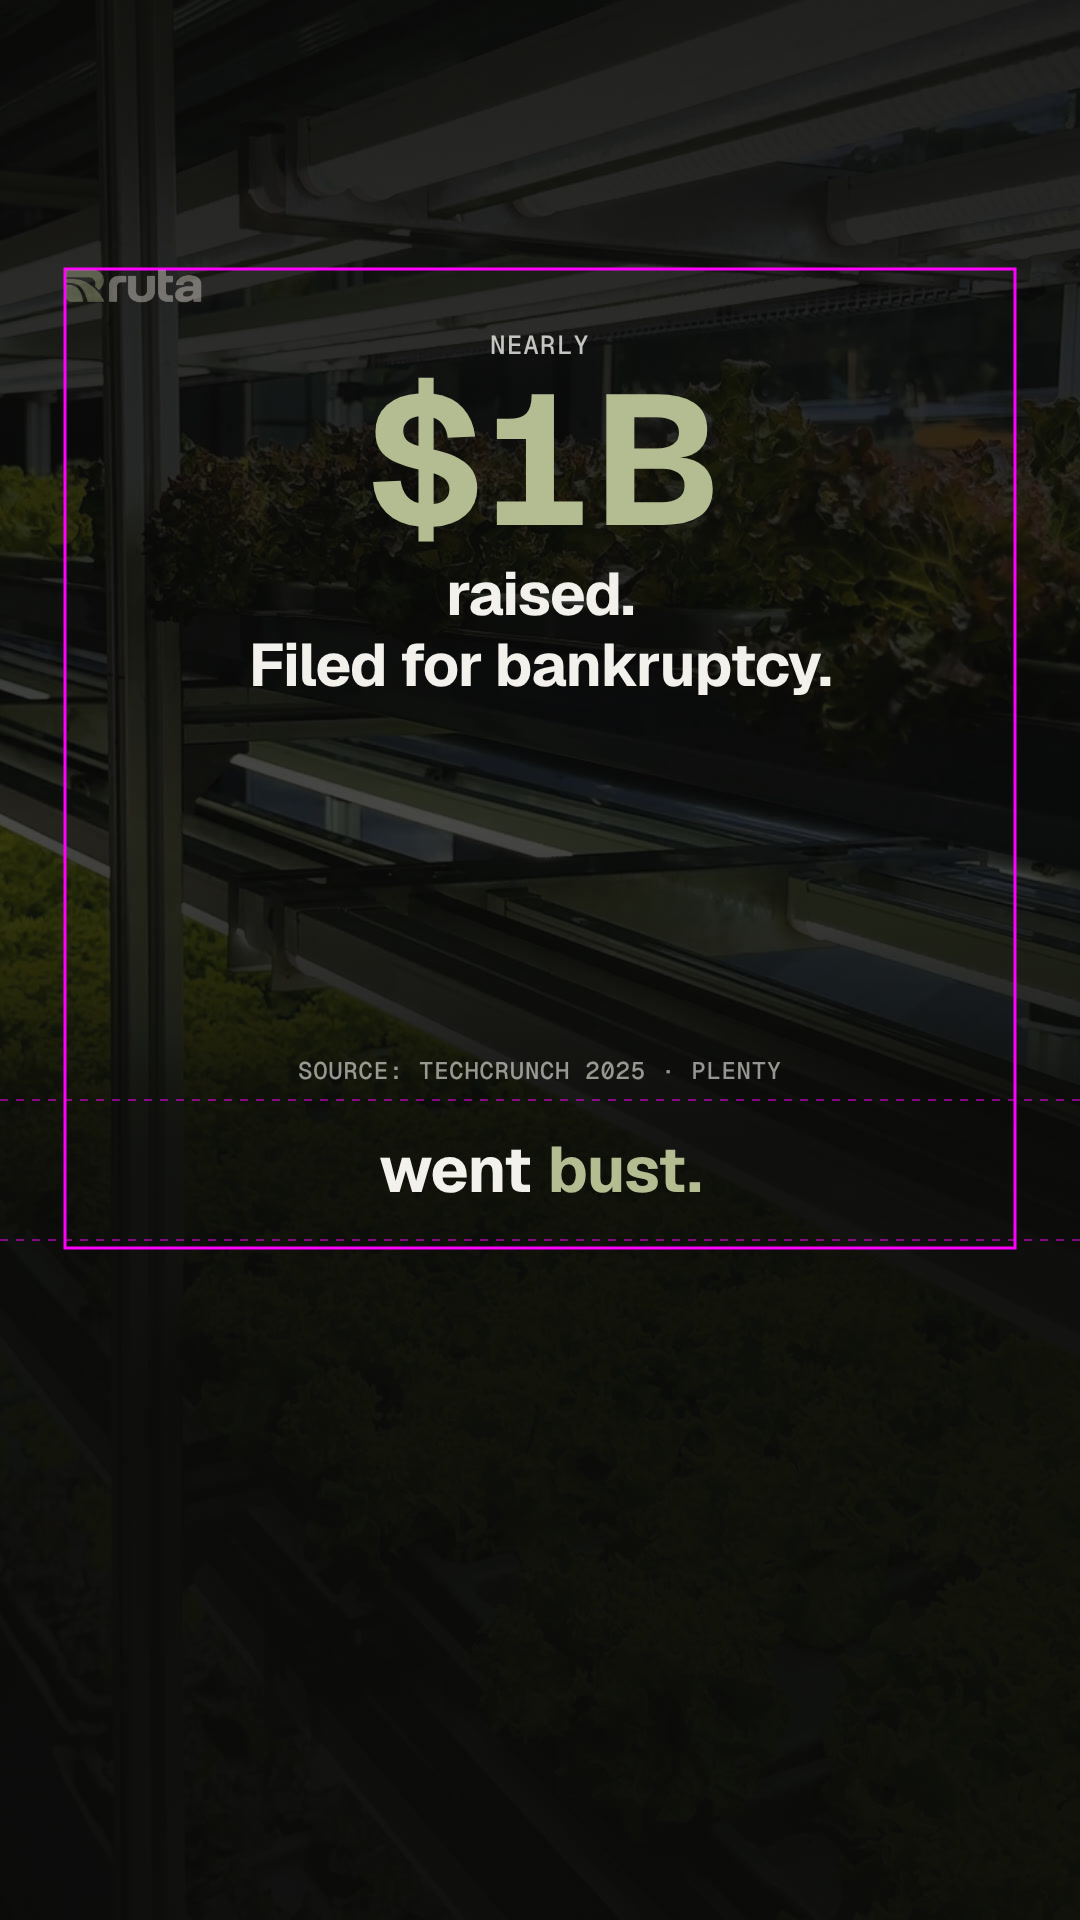 ruta
NEARLY
$1B
raised.
Filed for bankruptcy.
SOURCE: TECHCRUNCH 2025 · PLENTY
went bust.